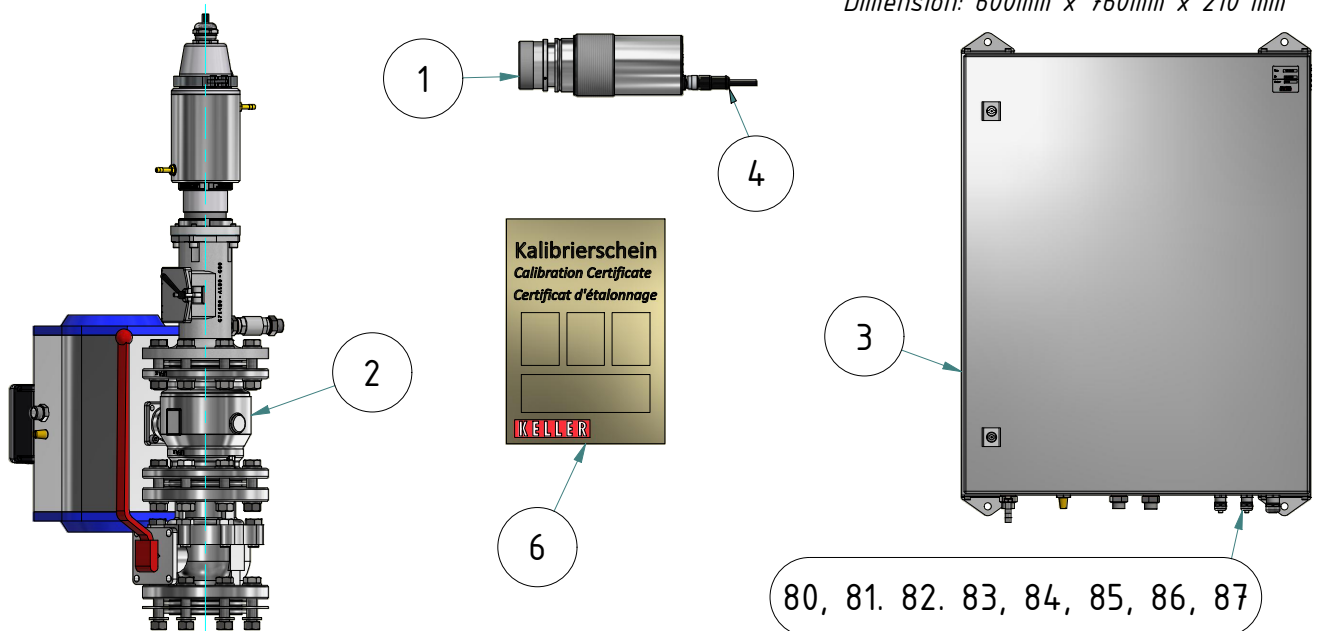 Dimension: 600mm x 760mm x 210 mm
1
4
Kalibrierschein
Calibration Certificate
Certificat d'étalonnage
KELLER
2
3
6
80, 81. 82. 83, 84, 85, 86, 87